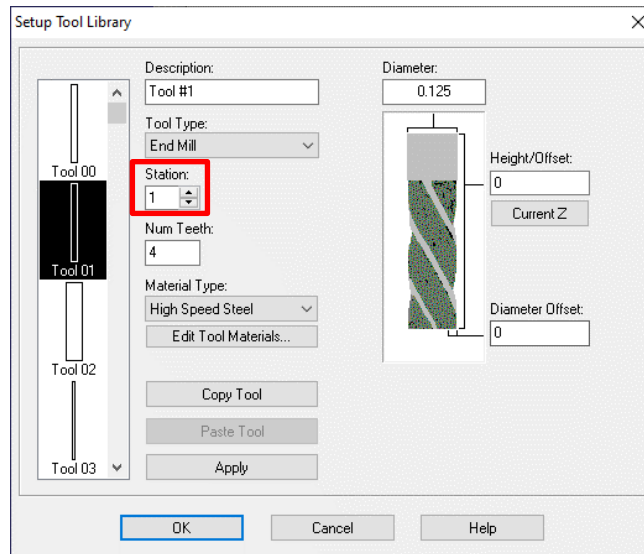 Setup Tool Library
Tool 00
Tool 01
Tool 02
Tool 03
Description:
Tool #1
Tool Type:
End Mill
Station:
1
Num Teeth:
4
Material Type:
High Speed Steel
Edit Tool Materials...
Copy Tool
Paste Tool
Apply
Diameter:
0.125
Height/Offset:
0
Current Z
Diameter Offset:
0
OK
Cancel
Help